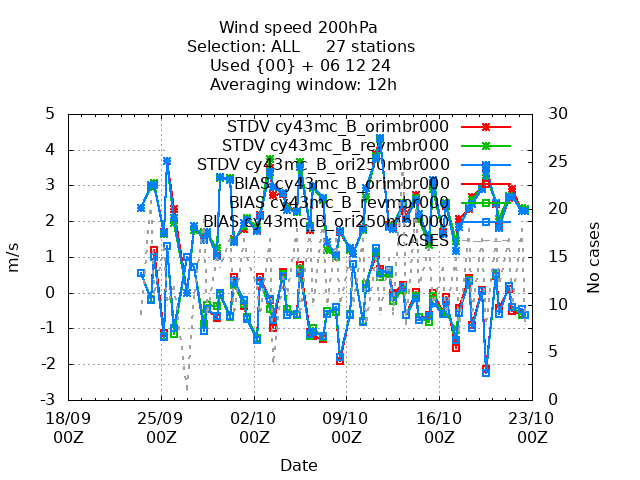 Wind speed 200hPa
Selection: ALL 27 stations
Used {00} + 06 12 24
Averaging window: 12h
5
4
3
2
1
0
-1
-2
-3
m/s
30
25
20
15
10
5
0
No cases
STDV cy43mc_B_orimbr000
STDV cy43mc_B_revmbr000
STDV cy43mc_B_ori250mbr000
BIAS cy43mc_B_orimbr000
BIAS cy43mc_B_revmbr000
BIAS cy43mc_B_ori250mbr000
CASES
18/09 25/09 02/10 09/10 16/10 23/10
00Z 00Z 00Z 00Z 00Z 00Z
Date